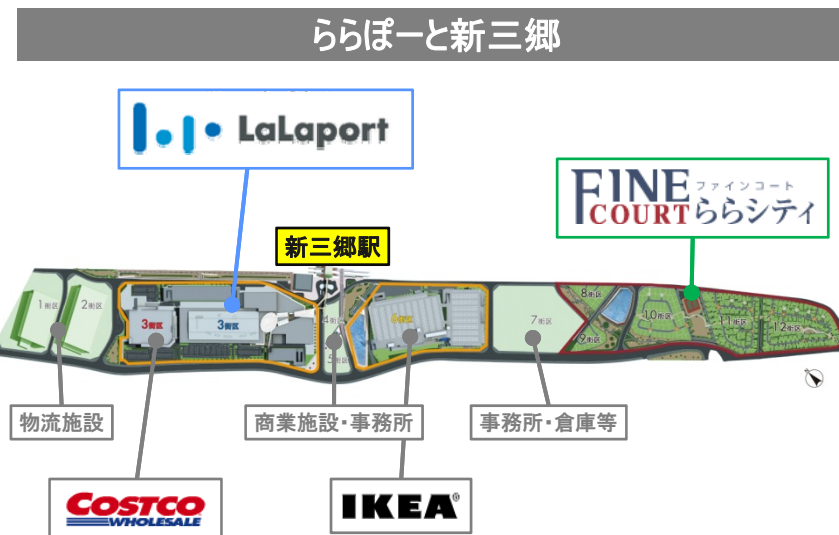 ららぽーと新三郷
LaLaport
FINE
COURT
ファインコート
ららシティ
新三郷駅
1街区
2街区
3街区
3街区
4街区
5街区
6街区
7街区
8街区
9街区
10街区
11街区
12街区
物流施設
商業施設・事務所
事務所・倉庫等
COSTCO
WHOLESALE
IKEA®